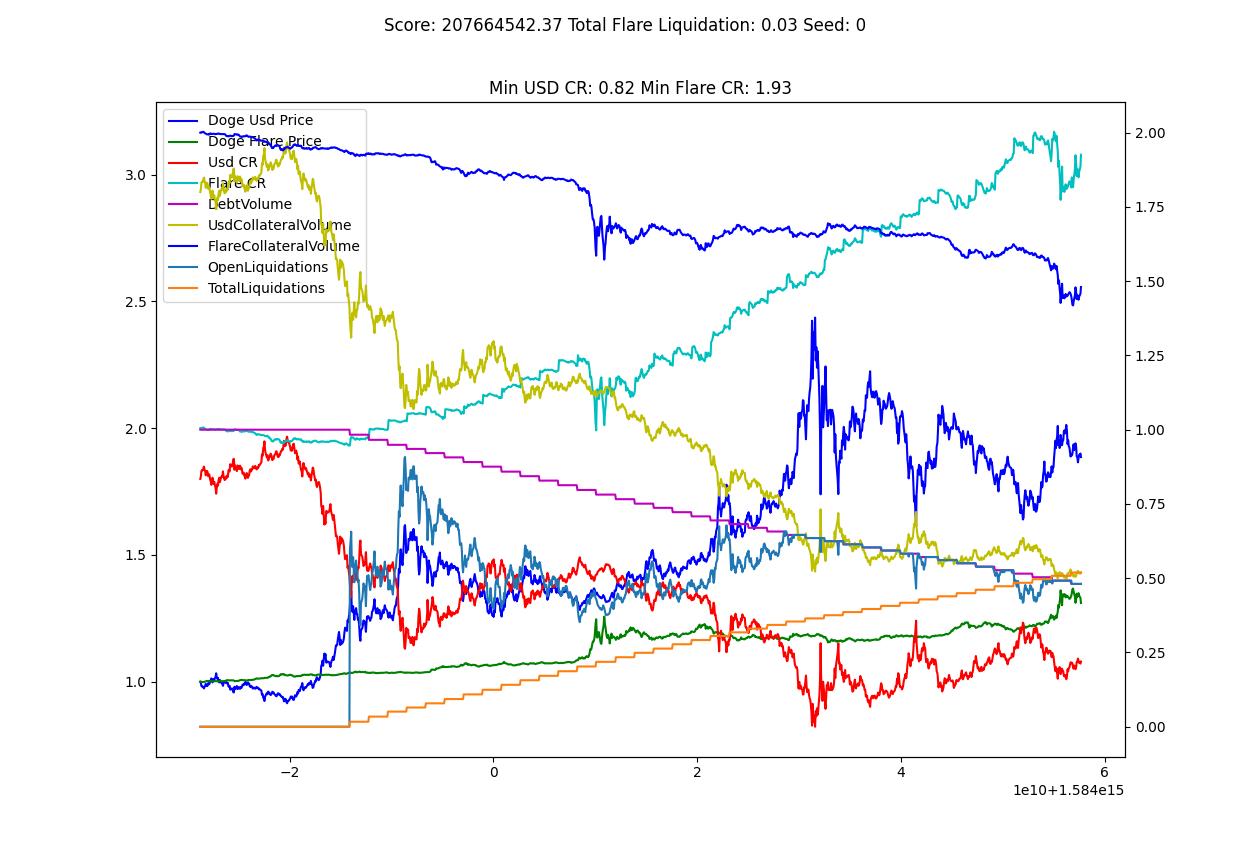 Score: 207664542.37 Total Flare Liquidation: 0.03 Seed: 0
Min USD CR: 0.82 Min Flare CR: 1.93
Doge Usd Price
Doge Flare Price
Usd CR
Flare CR
DebtVolume
UsdCollateralVolume
FlareCollateralVolume
OpenLiquidations
TotalLiquidations
3.0
2.5
2.0
1.5
1.0
2.00
1.75
1.50
1.25
1.00
0.75
0.50
0.25
0.00
−2
0
2
4
6
1e10+1.584e15